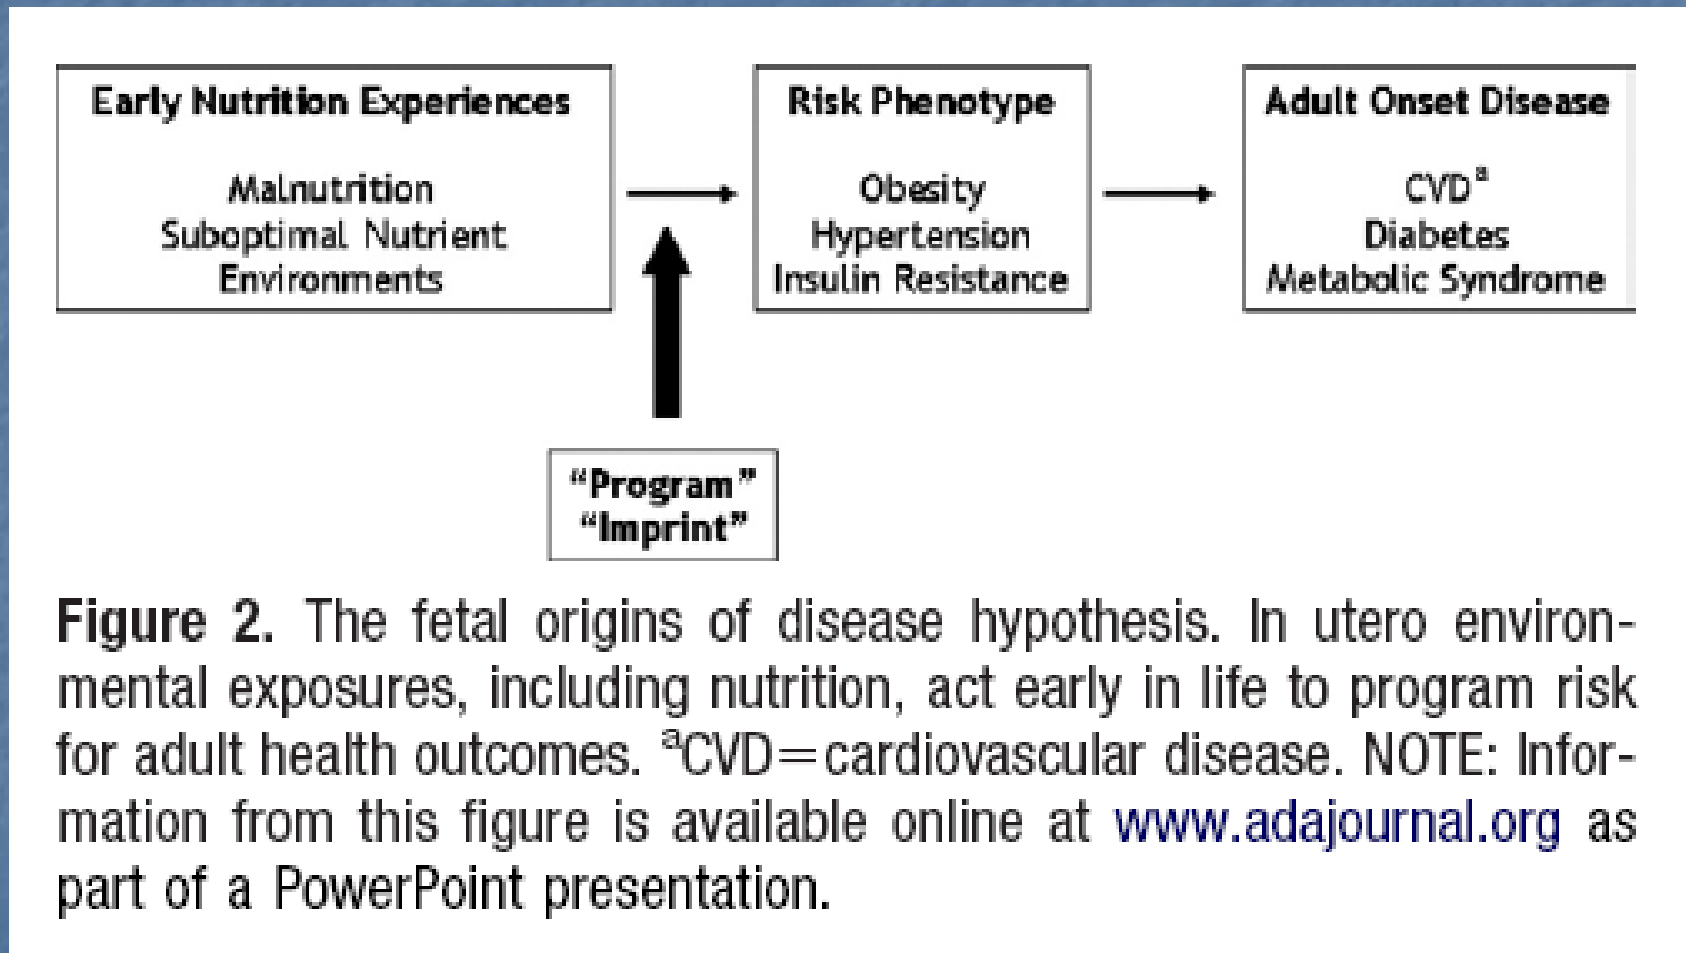 Early Nutrition Experiences
Malnutrition
Suboptimal Nutrient
Environments
Risk Phenotype
Obesity
Hypertension
Insulin Resistance
Adult Onset Disease
CVDᵃ
Diabetes
Metabolic Syndrome
“Program”
“Imprint”
Figure 2. The fetal origins of disease hypothesis. In utero environ-
mental exposures, including nutrition, act early in life to program risk
for adult health outcomes. ᵃCVD=cardiovascular disease. NOTE: Infor-
mation from this figure is available online at www.adajournal.org as
part of a PowerPoint presentation.